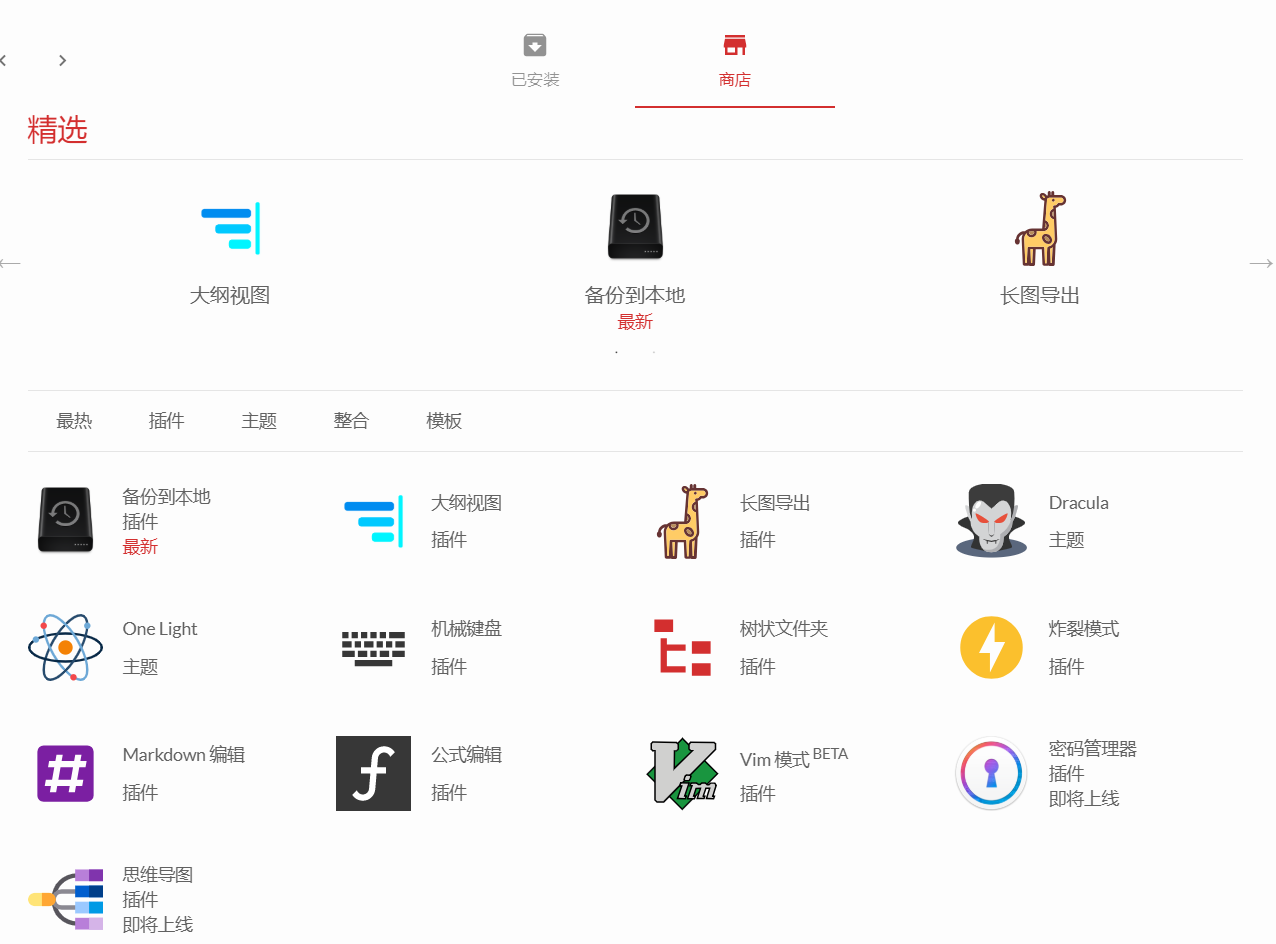 已安装
商店
精选
大纲视图
备份到本地
最新
长图导出
最热
插件
主题
整合
模板
备份到本地
插件
最新
大纲视图
插件
长图导出
插件
Dracula
主题
One Light
主题
机械键盘
插件
树状文件夹
插件
炸裂模式
插件
Markdown 编辑
插件
公式编辑
插件
Vim
Vim 模式 BETA
插件
密码管理器
插件
即将上线
思维导图
插件
即将上线